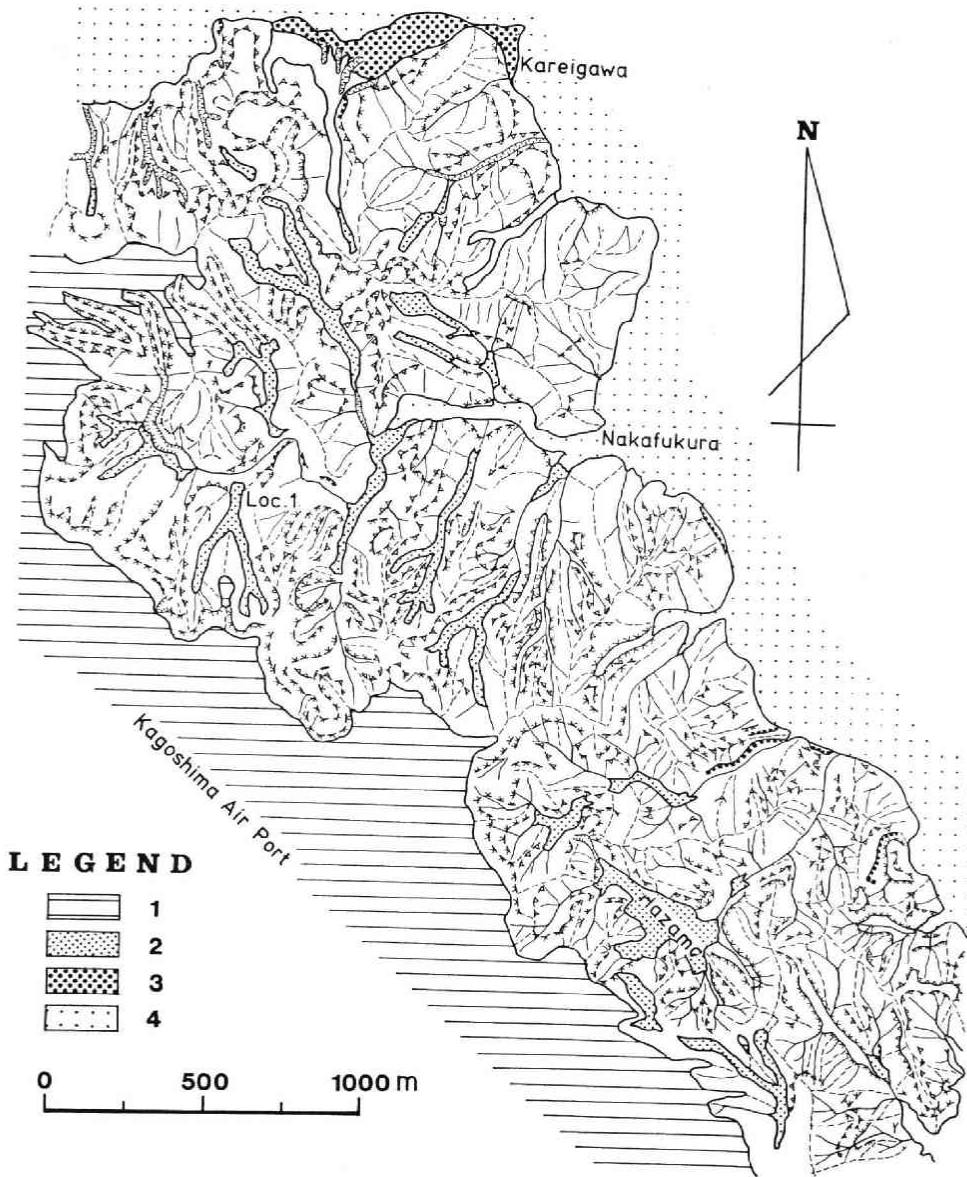 Kareigawa
N
Nakafukura
Loc.1
Kagoshima Air Port
Hazama
LEGEND
1
2
3
4
0 500 1000 m